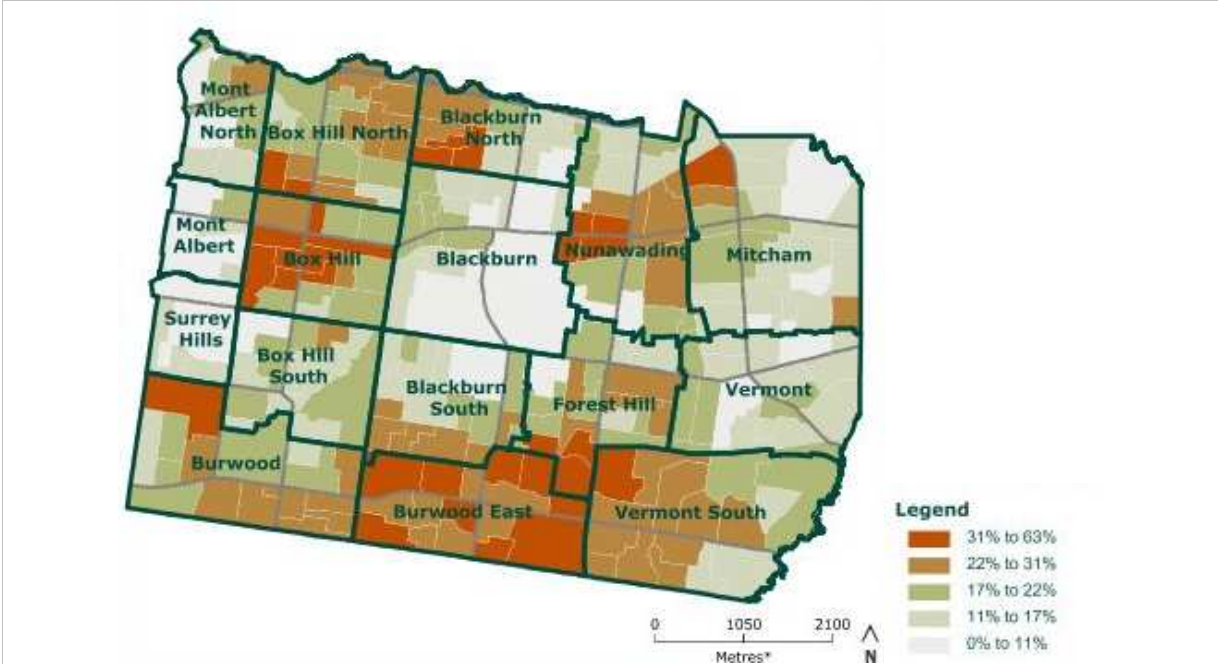 Mont
Albert
North
Box Hill North
Blackburn
North
Mont
Albert
Box Hill
Blackburn
Nunawading
Mitcham
Surrey
Hills
Box Hill
South
Blackburn
South
Forest Hill
Vermont
Burwood
Burwood East
Vermont South
Legend
31% to 63%
22% to 31%
17% to 22%
11% to 17%
0% to 11%
0 1050 2100
Metres*
N